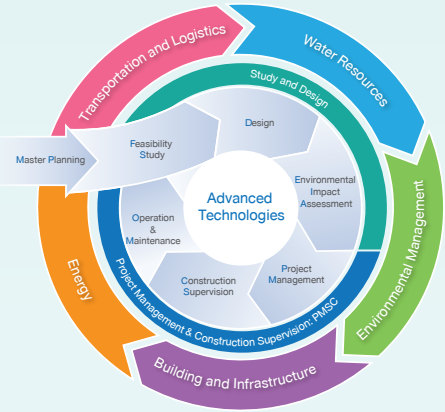 Transportation and Logistics
Water Resources
Environmental Management
Building and Infrastructure
Energy
Study and Design
Project Management & Construction Supervision: PMSC
Master Planning
Feasibility
Study
Design
Environmental
Impact
Assessment
Project
Management
Construction
Supervision
Operation
&
Maintenance
Advanced
Technologies